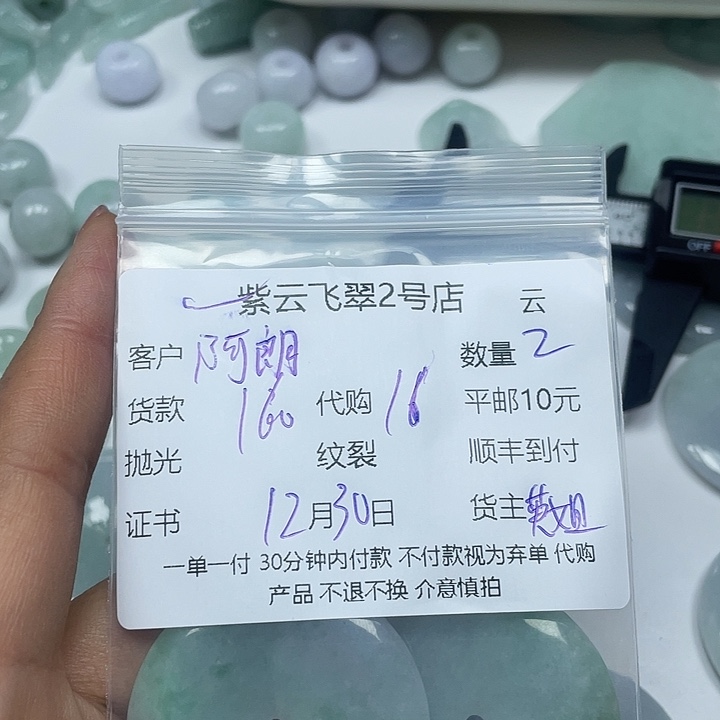 紫云飞翠2号店 云
客户 阿朗 数量 2
货款 160 代购 16 平邮10元
抛光 纹裂 顺丰到付
证书 12月30日 货主 英姐
一单一付 30分钟内付款 不付款视为弃单 代购
产品 不退不换 介意慎拍
OFF